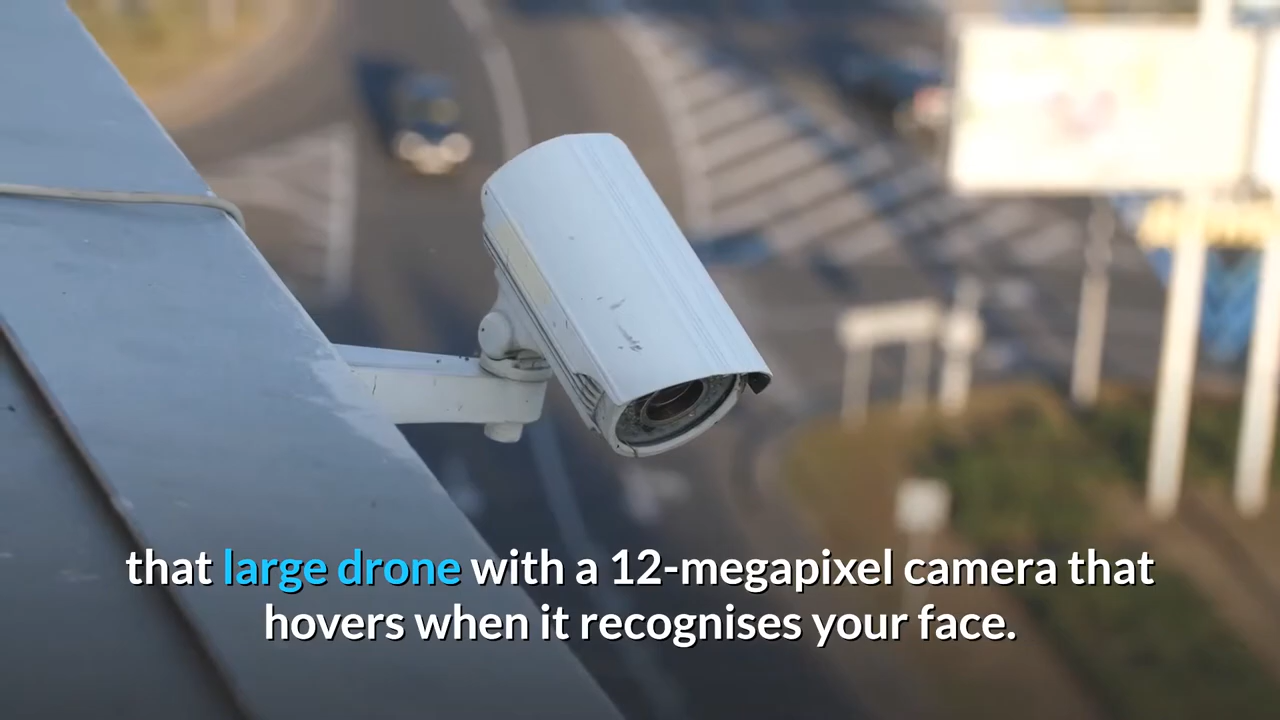 that large drone with a 12-megapixel camera that
hovers when it recognises your face.